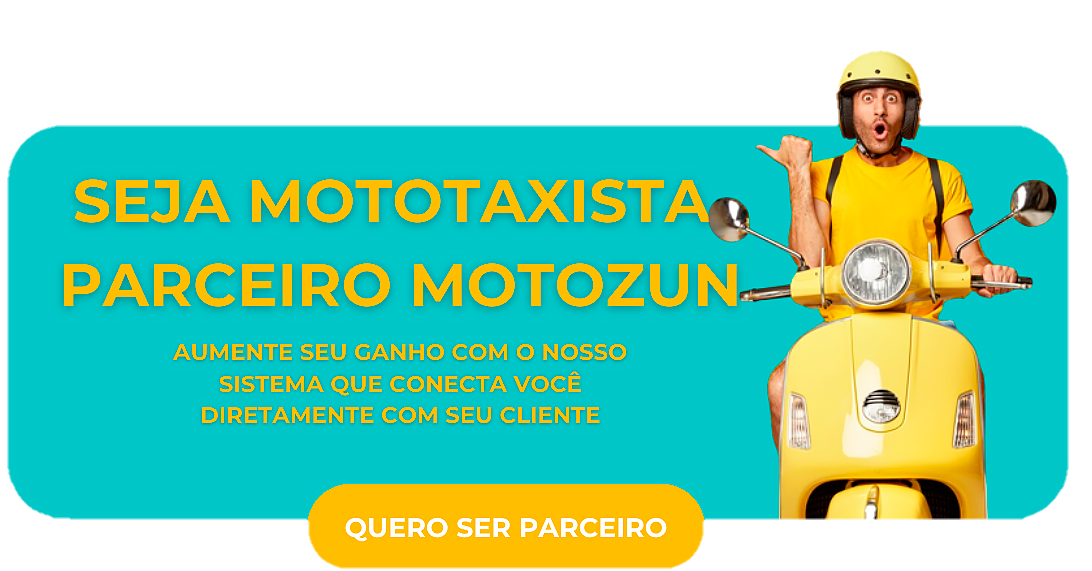 SEJA MOTOTAXISTA
PARCEIRO MOTOZUN
AUMENTE SEU GANHO COM O NOSSO
SISTEMA QUE CONECTA VOCÊ
DIRETAMENTE COM SEU CLIENTE
QUERO SER PARCEIRO